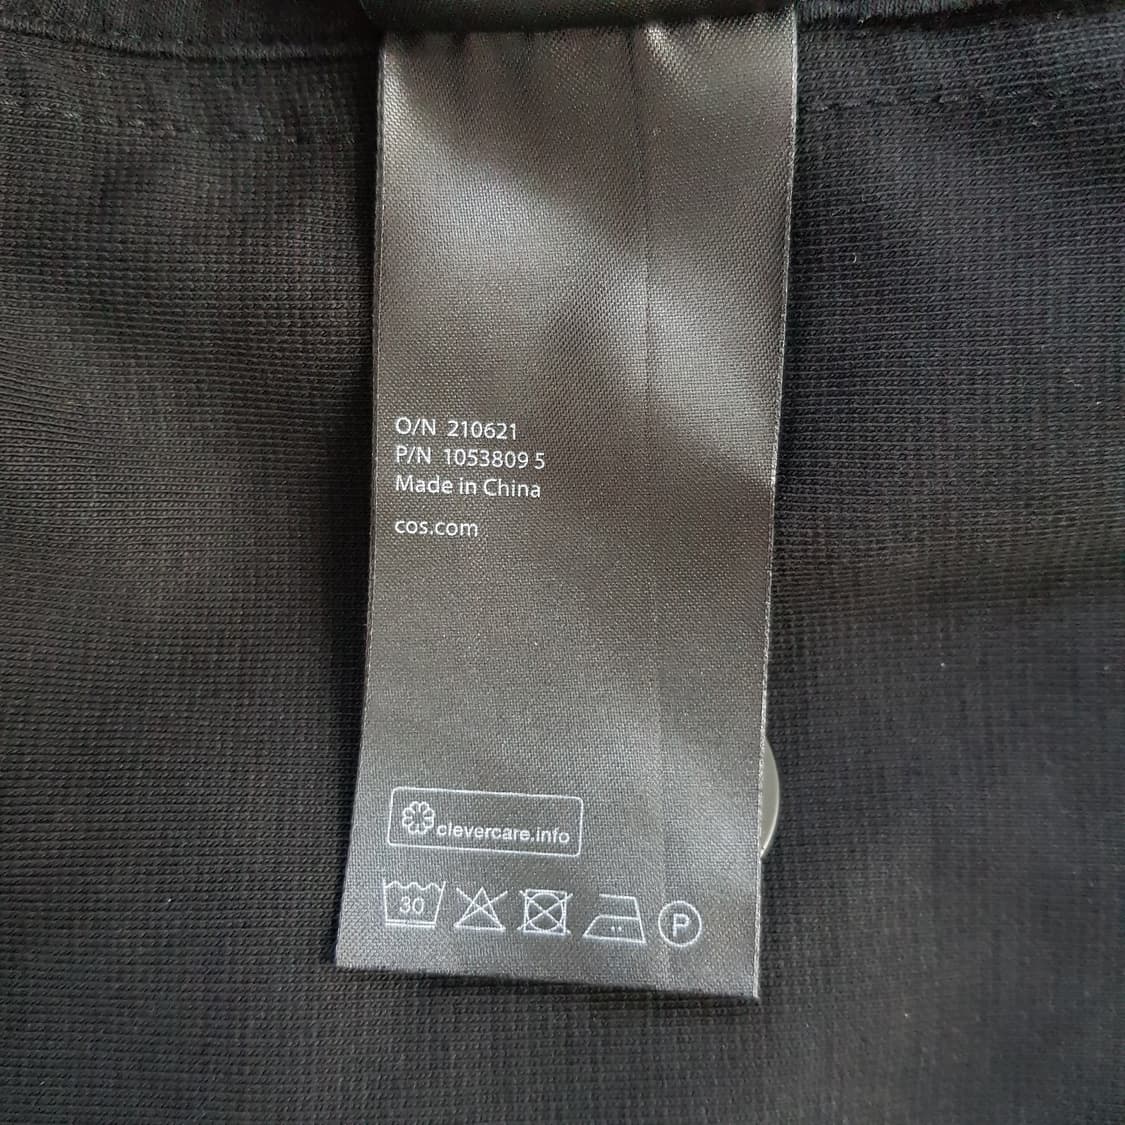 O/N 210621
P/N 1053809 5
Made in China
cos.com
clevercare.info
30
P